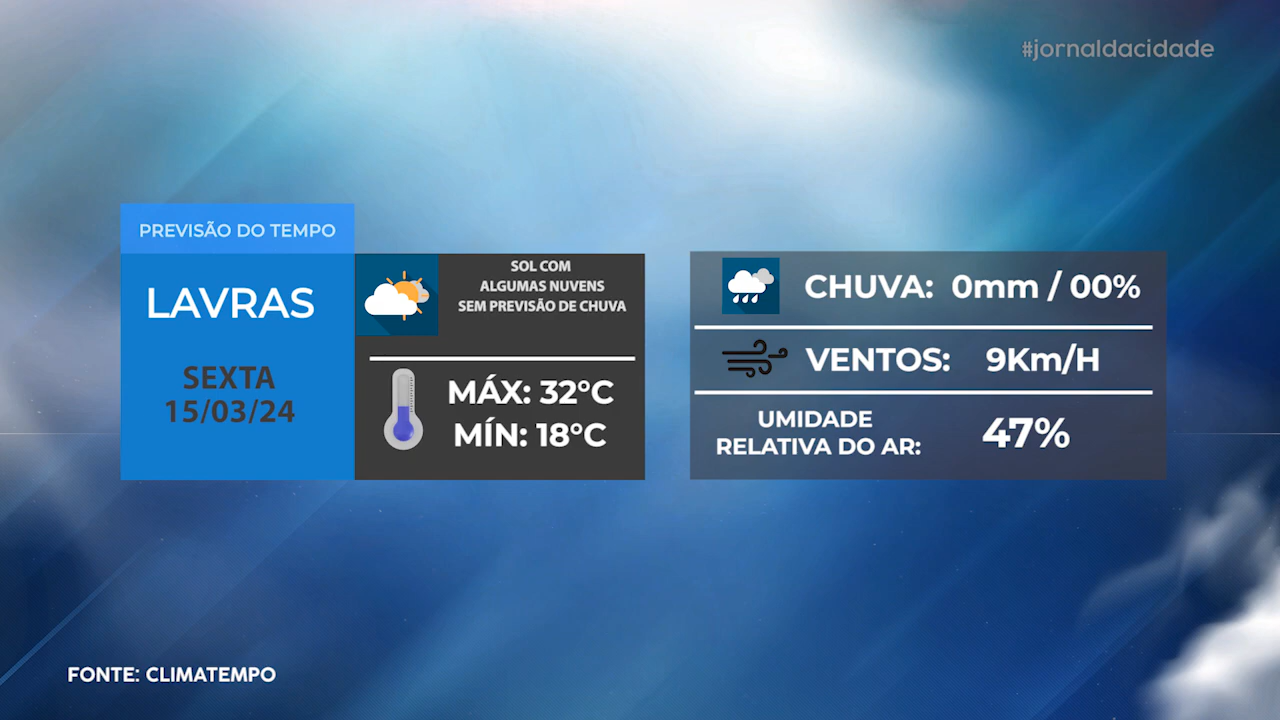 #jornaldacidade
PREVISÃO DO TEMPO
LAVRAS
SEXTA
15/03/24
SOL COM
ALGUMAS NUVENS
SEM PREVISÃO DE CHUVA
MÁX: 32°C
MÍN: 18°C
CHUVA: 0mm / 00%
VENTOS: 9Km/H
UMIDADE
RELATIVA DO AR: 47%
FONTE: CLIMATEMPO